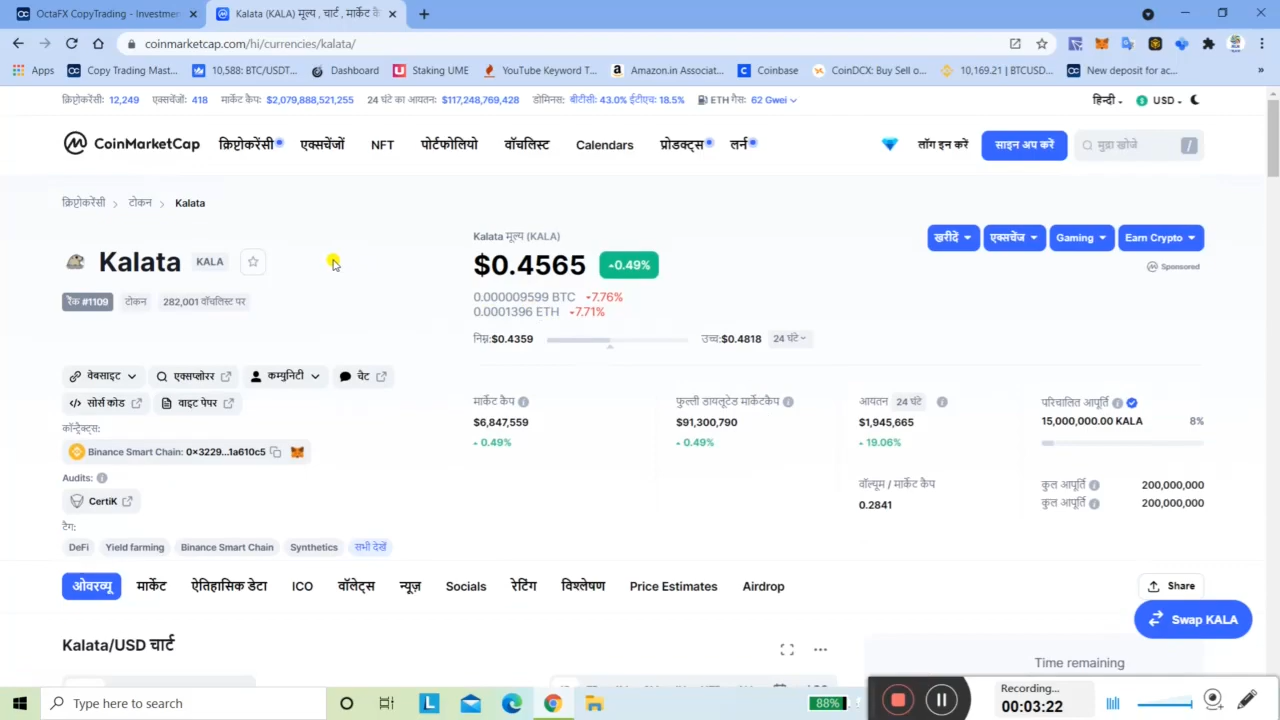 OctaFX CopyTrading - Investmen
Kalata (KALA) मूल्य , चार्ट, मार्केट कै
coinmarketcap.com/hi/currencies/kalata/
Apps Copy Trading Mast... 10,588: BTC/USDT... Dashboard Staking UME YouTube Keyword T... Amazon.in Associat... Coinbase CoinDCX: Buy Sell o... 10,169.21 | BTCUSD... New deposit for ac... »
क्रिप्टोकरेंसी: 12,249 एक्सचेंजों: 418 मार्केट कैप: $2,079,888,521,255 24 घंटे का आयतन: $117,248,769,428 डोमिनंस: बीटीसी: 43.0% ईटीएच: 18.5% ETH गैस: 62 Gwei हिन्दी USD
CoinMarketCap क्रिप्टोकरेंसी एक्सचेंजों NFT पोर्टफोलियो वॉचलिस्ट Calendars प्रोडक्ट्स लर्न लॉग इन करें साइन अप करें मुद्रा खोजे /
क्रिप्टोकरेंसी टोकन Kalata
Kalata मूल्य (KALA)
खरीदें एक्सचेंज Gaming Earn Crypto
Kalata KALA
$0.4565 0.49%
Sponsored
रैंक #1109 टोकन 282,001 वॉचलिस्ट पर
0.000009599 BTC 7.76%
0.0001396 ETH 7.71%
निम्न:$0.4359 उच्च:$0.4818 24 घंटे
वेबसाइट एक्सप्लोरर कम्युनिटी चैट
सोर्स कोड वाइट पेपर
मार्केट कैप फुल्ली डायलूटेड मार्केटकैप आयतन 24 घंटे परिचालित आपूर्ति
$6,847,559 $91,300,790 $1,945,665 15,000,000.00 KALA 8%
0.49% 0.49% 19.06%
कॉन्ट्रैक्ट्स:
Binance Smart Chain: 0x3229...1a610c5
Audits:
CertiK
वॉल्यूम / मार्केट कैप
0.2841
कुल आपूर्ति 200,000,000
कुल आपूर्ति 200,000,000
टैग:
DeFi Yield farming Binance Smart Chain Synthetics सभी देखें
ओवरव्यू मार्केट ऐतिहासिक डेटा ICO वॉलेट्स न्यूज़ Socials रेटिंग विश्लेषण Price Estimates Airdrop Share
Swap KALA
Kalata/USD चार्ट
Time remaining
Type here to search
88%
Recording...
00:03:22